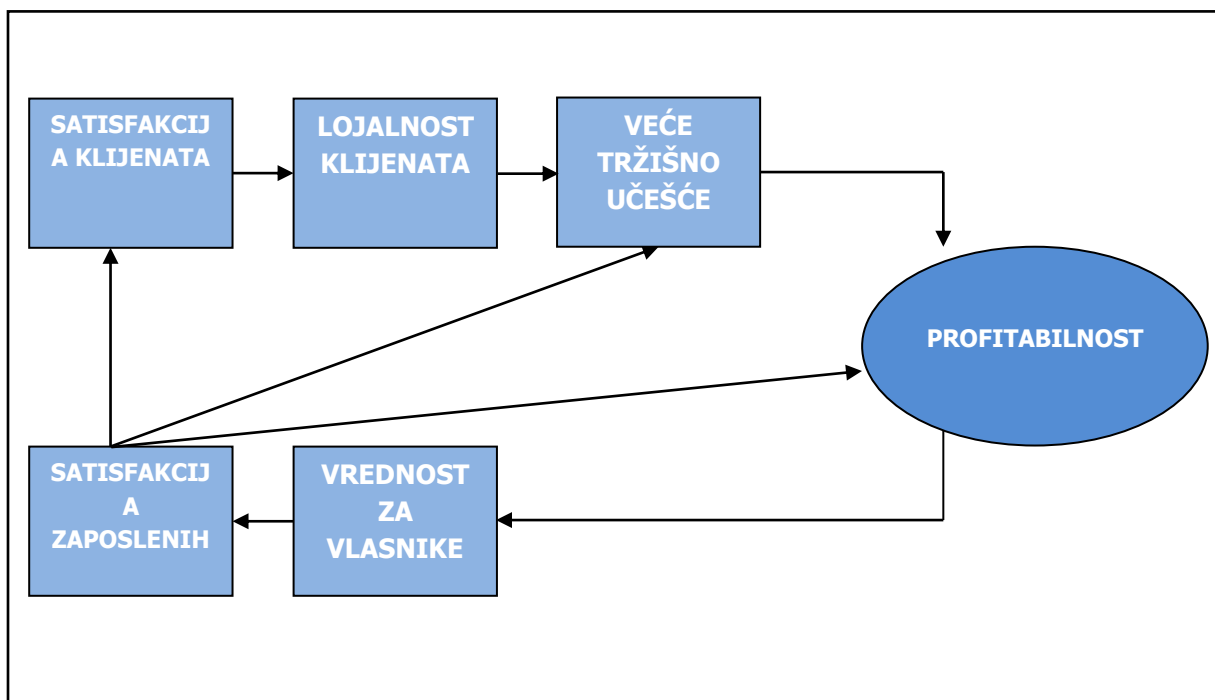 SATISFAKCIJ
A KLIJENATA
LOJALNOST
KLIJENATA
VEĆE
TRŽIŠNO
UČEŠĆE
PROFITABILNOST
SATISFAKCIJ
A
ZAPOSLENIH
VREDNOST
ZA
VLASNIKE